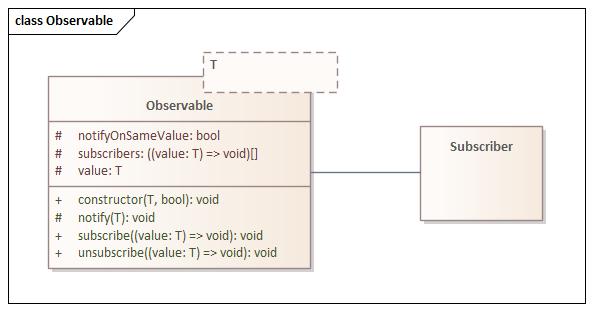 class Observable
T
Observable
# notifyOnSameValue: bool
# subscribers: ((value: T) => void)[]
# value: T
+ constructor(T, bool): void
# notify(T): void
+ subscribe((value: T) => void): void
+ unsubscribe((value: T) => void): void
Subscriber